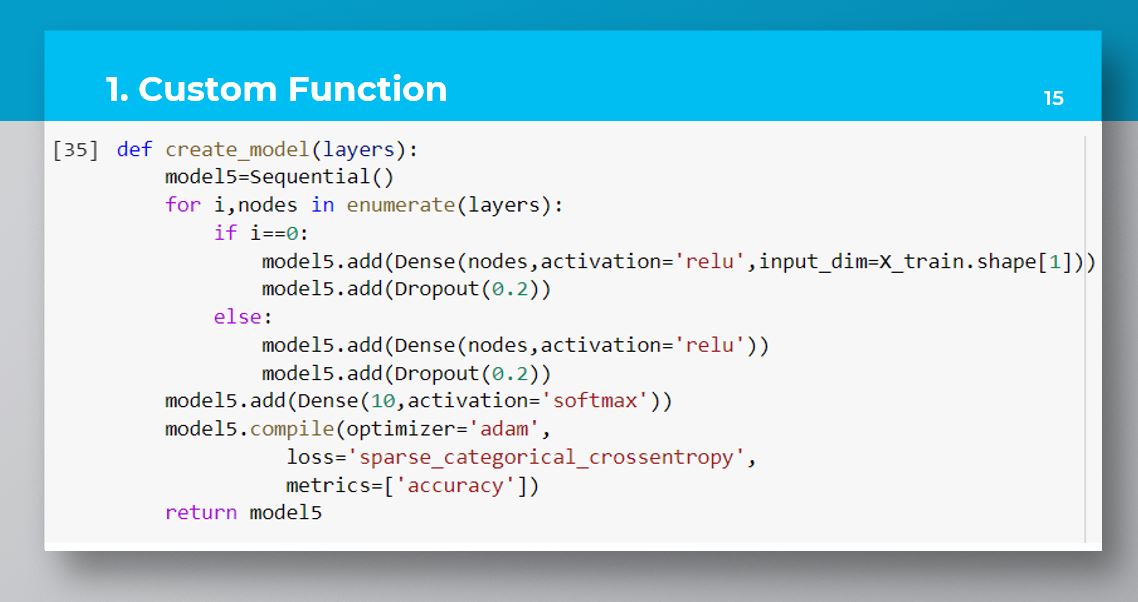 1. Custom Function
15
[35] def create_model(layers):
    model5=Sequential()
    for i,nodes in enumerate(layers):
        if i==0:
            model5.add(Dense(nodes,activation='relu',input_dim=X_train.shape[1]))
            model5.add(Dropout(0.2))
        else:
            model5.add(Dense(nodes,activation='relu'))
            model5.add(Dropout(0.2))
    model5.add(Dense(10,activation='softmax'))
    model5.compile(optimizer='adam',
              loss='sparse_categorical_crossentropy',
              metrics=['accuracy'])
    return model5